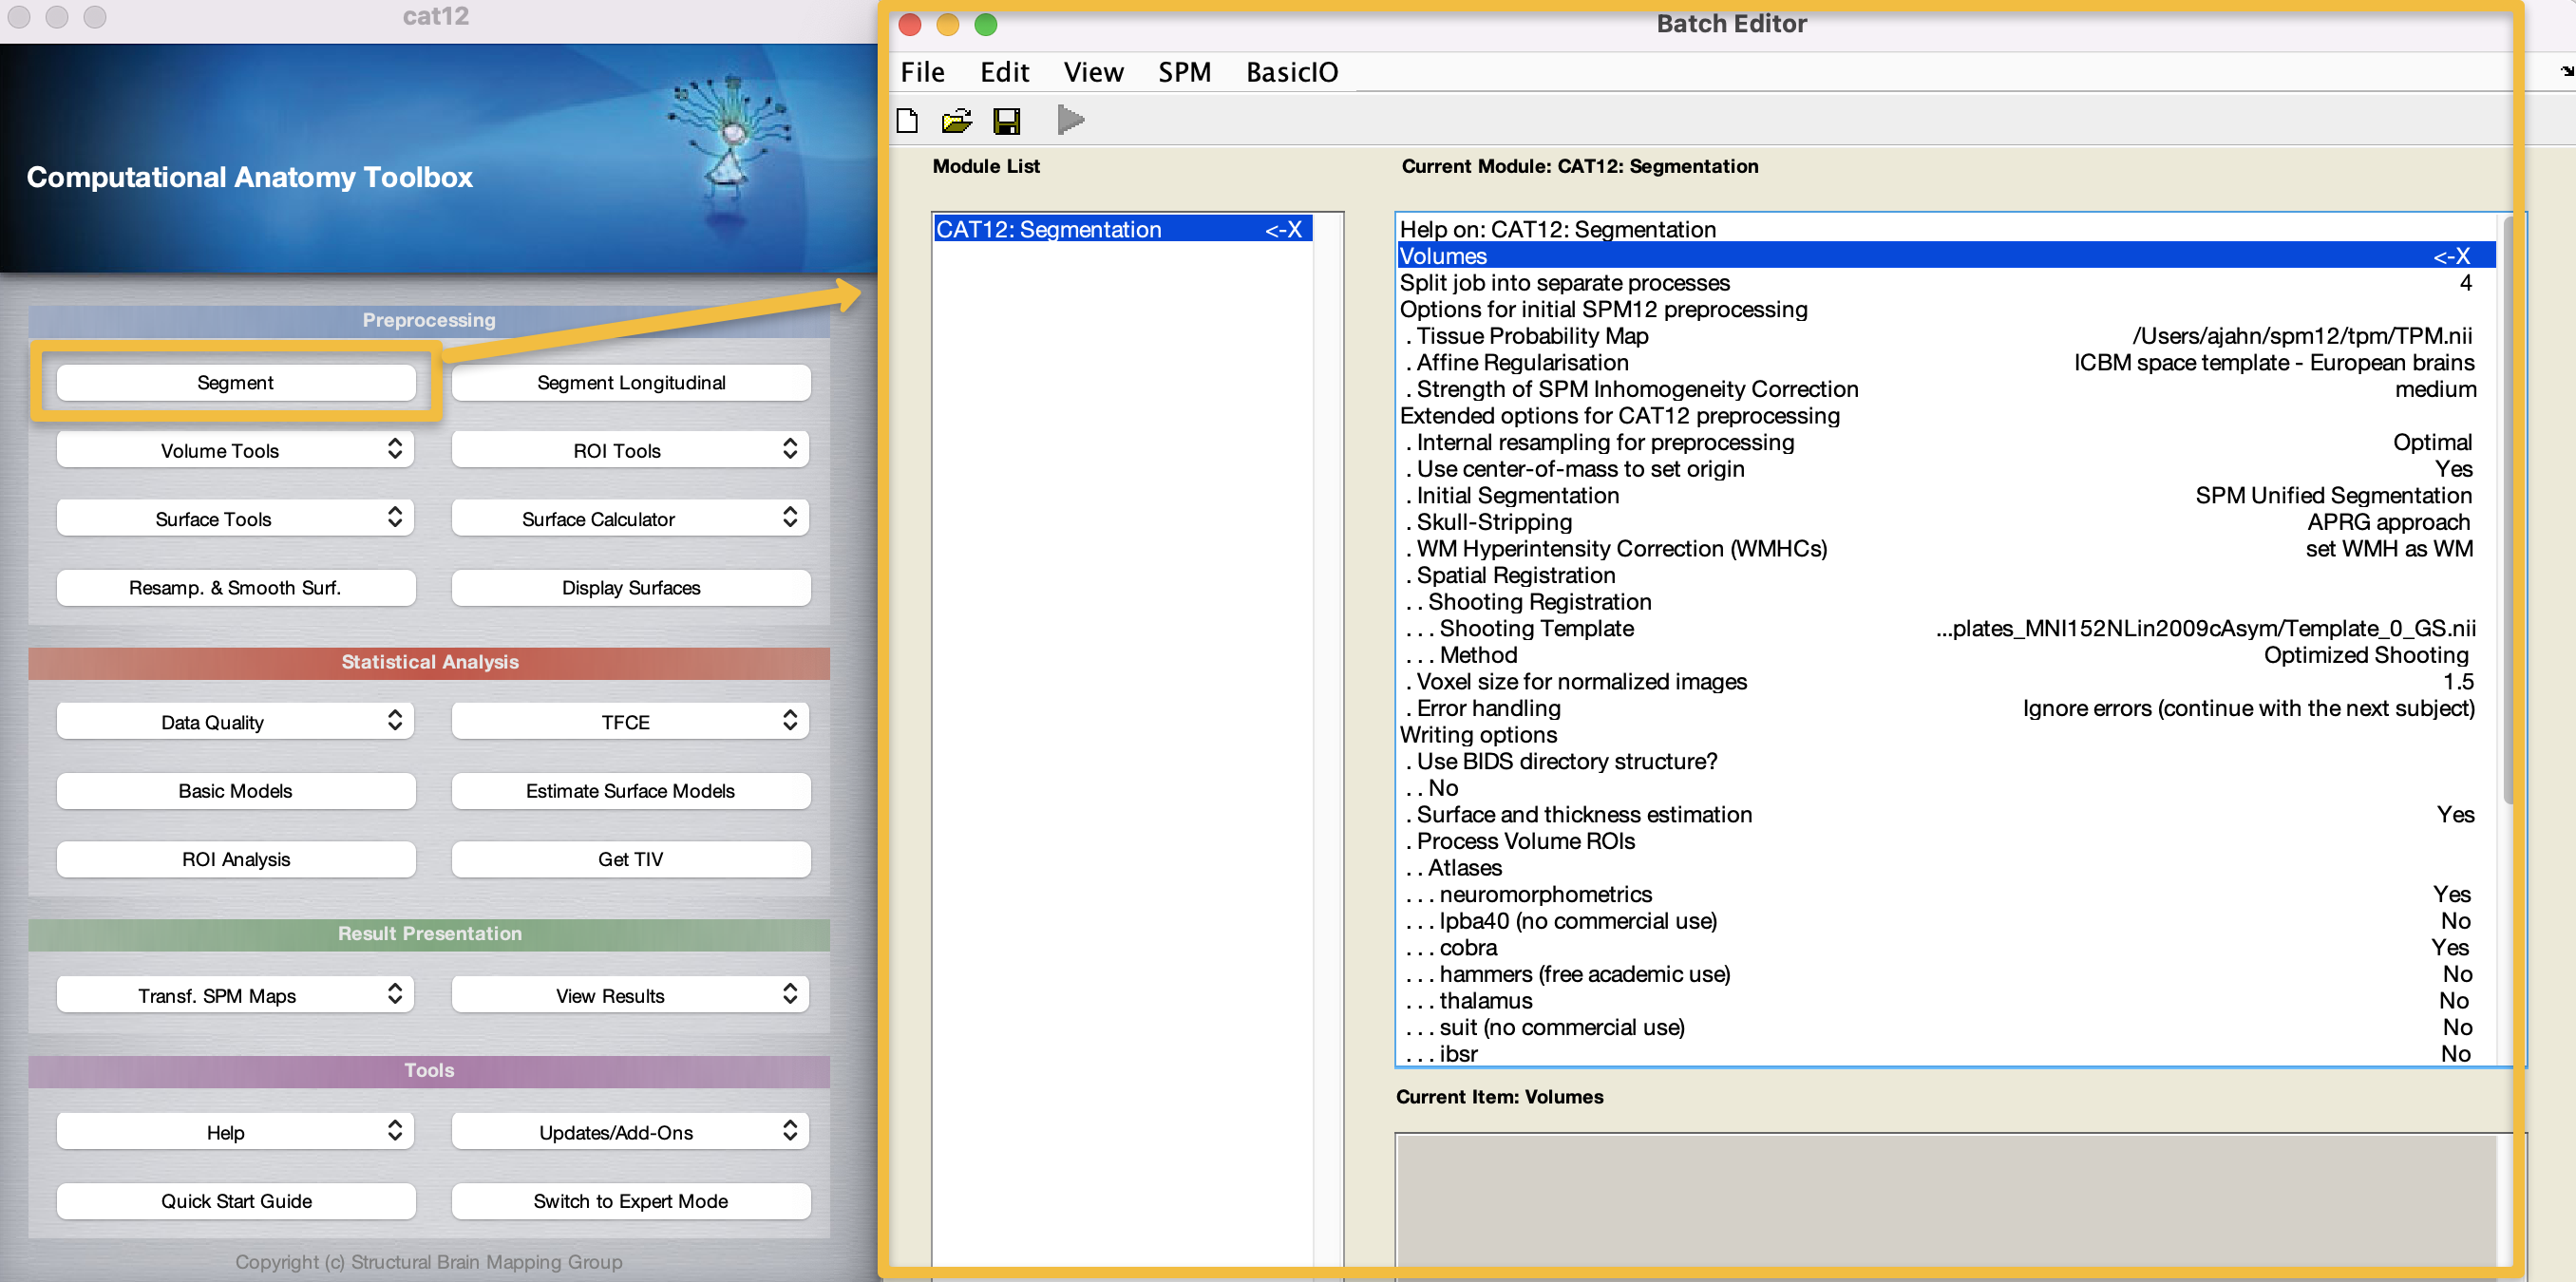 cat12
Computational Anatomy Toolbox
Preprocessing
Segment
Segment Longitudinal
Volume Tools
ROI Tools
Surface Tools
Surface Calculator
Resamp. & Smooth Surf.
Display Surfaces
Statistical Analysis
Data Quality
TFCE
Basic Models
Estimate Surface Models
ROI Analysis
Get TIV
Result Presentation
Transf. SPM Maps
View Results
Tools
Help
Updates/Add-Ons
Quick Start Guide
Switch to Expert Mode
Copyright (c) Structural Brain Mapping Group
Batch Editor
File Edit View SPM BasicIO
Module List
CAT12: Segmentation <-X
Current Module: CAT12: Segmentation
Help on: CAT12: Segmentation
Volumes <-X
Split job into separate processes 4
Options for initial SPM12 preprocessing
. Tissue Probability Map /Users/ajahn/spm12/tpm/TPM.nii
. Affine Regularisation ICBM space template - European brains
. Strength of SPM Inhomogeneity Correction medium
Extended options for CAT12 preprocessing
. Internal resampling for preprocessing Optimal
. Use center-of-mass to set origin Yes
. Initial Segmentation SPM Unified Segmentation
. Skull-Stripping APRG approach
. WM Hyperintensity Correction (WMHCs) set WMH as WM
. Spatial Registration
. . Shooting Registration
. . . Shooting Template ...plates_MNI152NLin2009cAsym/Template_0_GS.nii
. . . Method Optimized Shooting
. Voxel size for normalized images 1.5
. Error handling Ignore errors (continue with the next subject)
Writing options
. Use BIDS directory structure?
. . No
. Surface and thickness estimation Yes
. Process Volume ROIs
. . Atlases
. . . neuromorphometrics Yes
. . . lpba40 (no commercial use) No
. . . cobra Yes
. . . hammers (free academic use) No
. . . thalamus No
. . . suit (no commercial use) No
. . . ibsr No
Current Item: Volumes